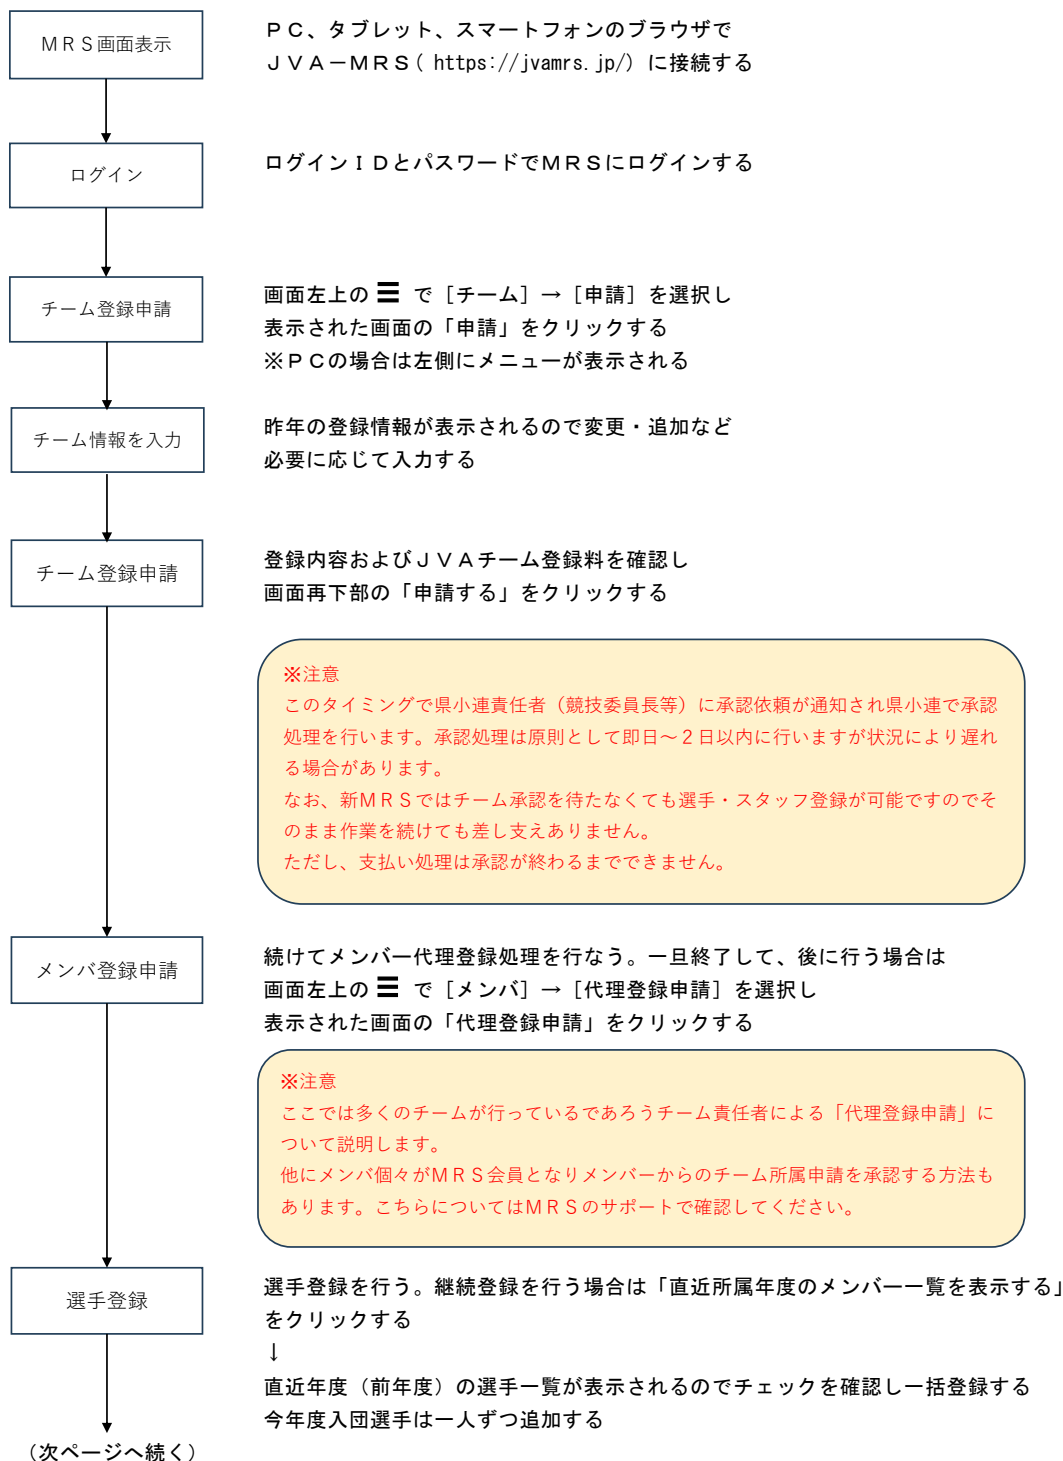 ＭＲＳ画面表示
ＰＣ、タブレット、スマートフォンのブラウザで
ＪＶＡ－ＭＲＳ( https://jvamrs.jp/) に接続する
ログイン
ログインＩＤとパスワードでＭＲＳにログインする
チーム登録申請
画面左上の ☰ で［チーム］→［申請］を選択し
表示された画面の「申請」をクリックする
※ＰＣの場合は左側にメニューが表示される
チーム情報を入力
昨年の登録情報が表示されるので変更・追加など
必要に応じて入力する
チーム登録申請
登録内容およびＪＶＡチーム登録料を確認し
画面再下部の「申請する」をクリックする
※注意
このタイミングで県小連責任者（競技委員長等）に承認依頼が通知され県小連で承認
処理を行います。承認処理は原則として即日～２日以内に行いますが状況により遅れ
る場合があります。
なお、新ＭＲＳではチーム承認を待たなくても選手・スタッフ登録が可能ですのでそ
のまま作業を続けても差し支えありません。
ただし、支払い処理は承認が終わるまでできません。
メンバ登録申請
続けてメンバー代理登録処理を行なう。一旦終了して、後に行う場合は
画面左上の ☰ で［メンバ］→［代理登録申請］を選択し
表示された画面の「代理登録申請」をクリックする
※注意
ここでは多くのチームが行っているであろうチーム責任者による「代理登録申請」に
ついて説明します。
他にメンバ個々がＭＲＳ会員となりメンバーからのチーム所属申請を承認する方法も
あります。こちらについてはＭＲＳのサポートで確認してください。
選手登録
選手登録を行う。継続登録を行う場合は「直近所属年度のメンバー一覧を表示する」
をクリックする
↓
直近年度（前年度）の選手一覧が表示されるのでチェックを確認し一括登録する
今年度入団選手は一人ずつ追加する
（次ページへ続く）